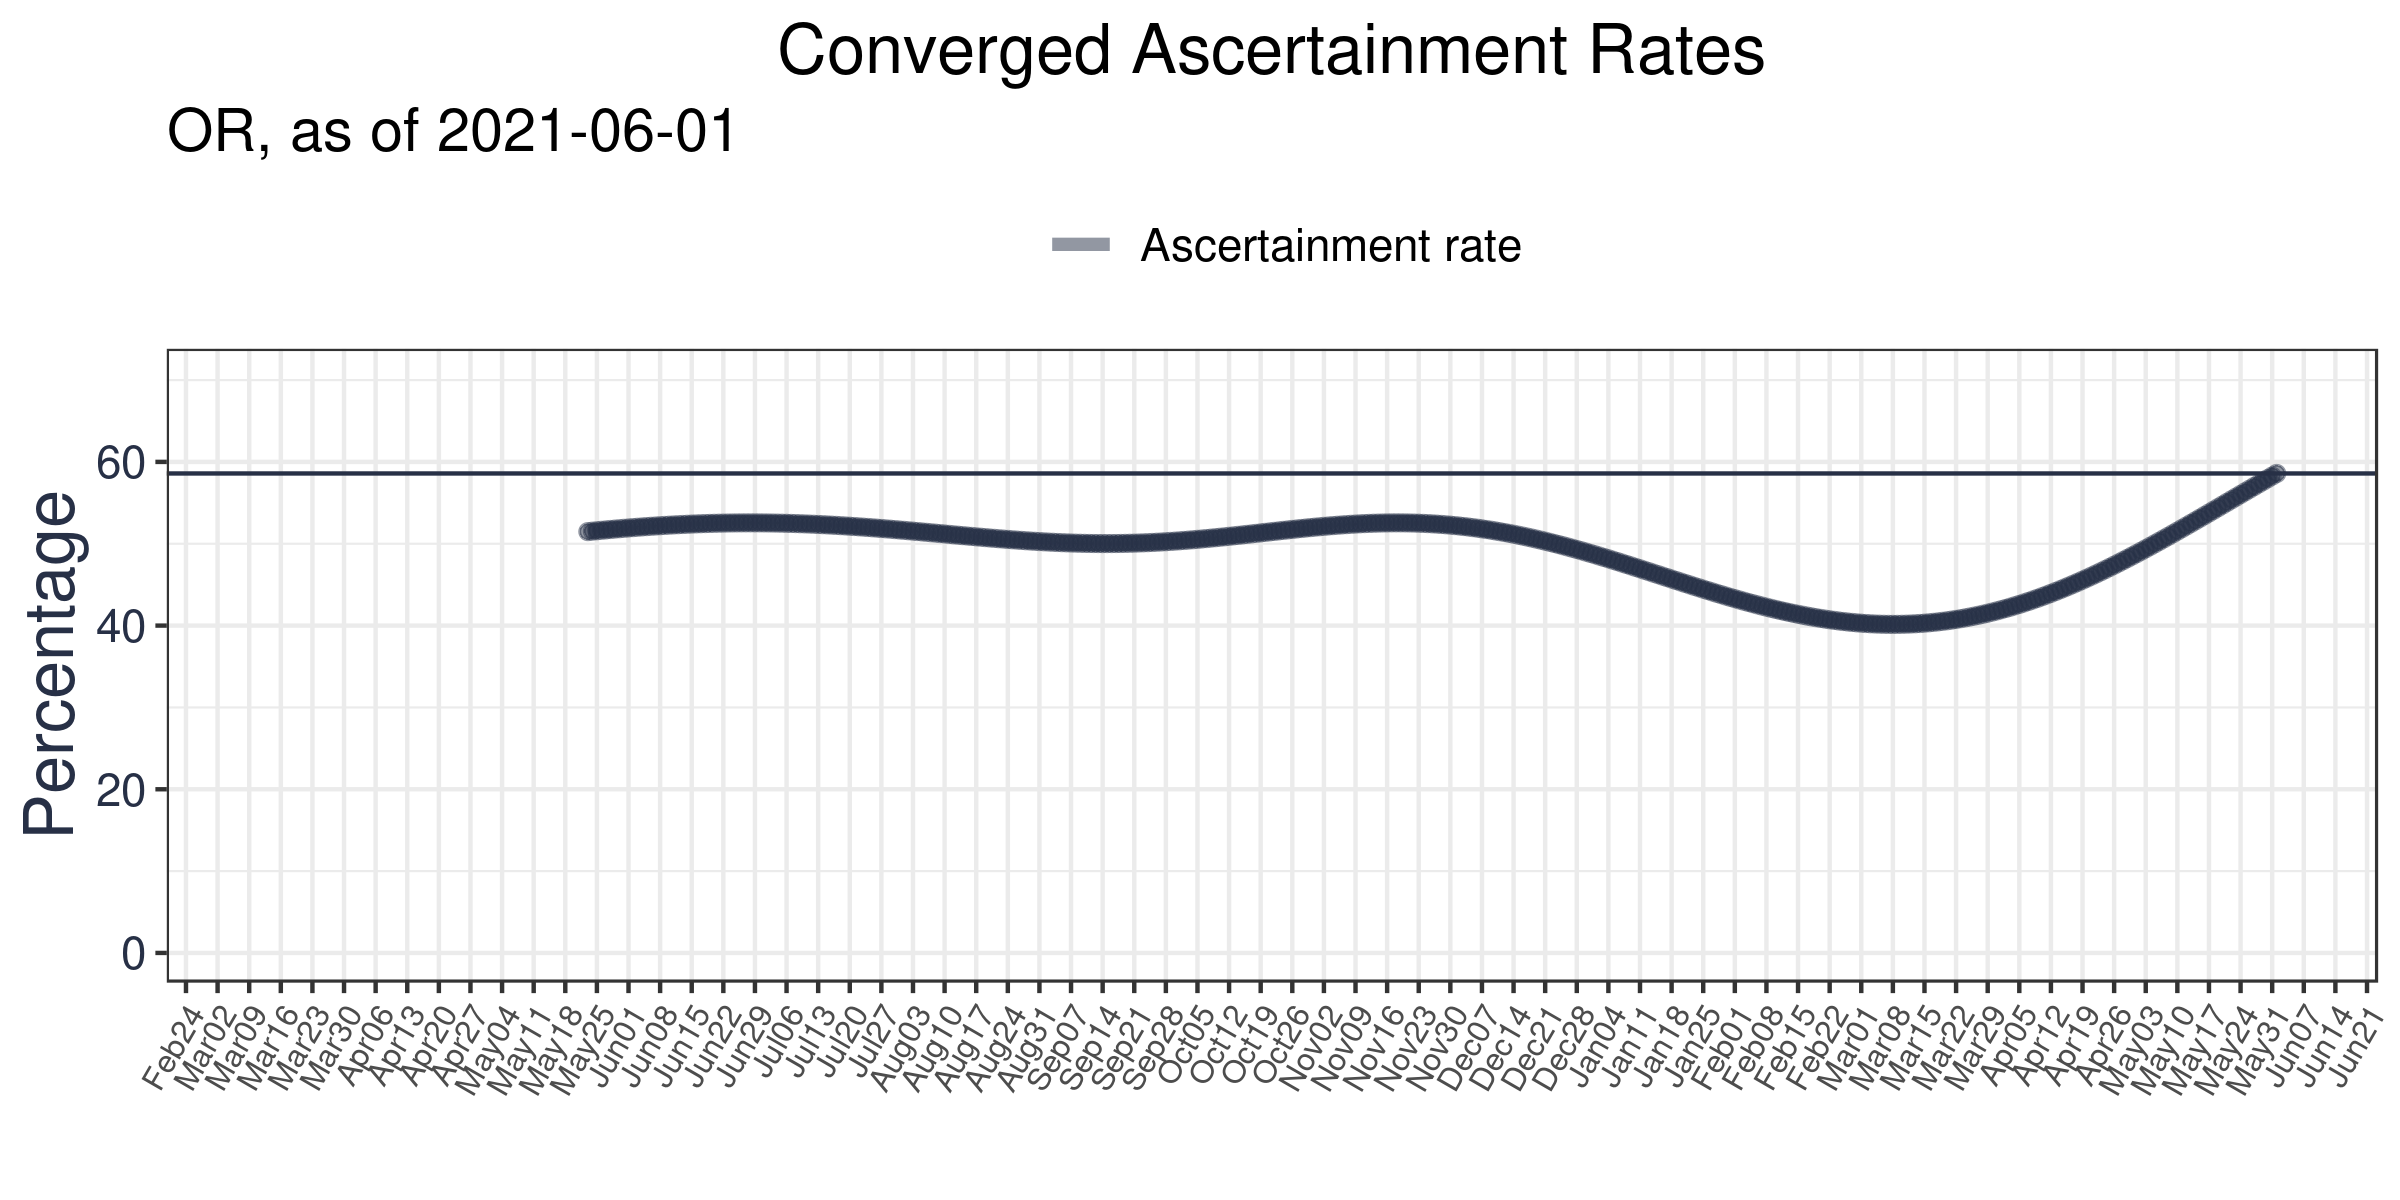 Converged Ascertainment Rates
OR, as of 2021-06-01
Ascertainment rate
Percentage
60
40
20
0
Feb24 Mar02 Mar09 Mar16 Mar23 Mar30 Apr06 Apr13 Apr20 Apr27 May04 May11 May18 May25 Jun01 Jun08 Jun15 Jun22 Jun29 Jul06 Jul13 Jul20 Jul27 Aug03 Aug10 Aug17 Aug24 Aug31 Sep07 Sep14 Sep21 Sep28 Oct05 Oct12 Oct19 Oct26 Nov02 Nov09 Nov16 Nov23 Nov30 Dec07 Dec14 Dec21 Dec28 Jan04 Jan11 Jan18 Jan25 Feb01 Feb08 Feb15 Feb22 Mar01 Mar08 Mar15 Mar22 Mar29 Apr05 Apr12 Apr19 Apr26 May03 May10 May17 May24 May31 Jun07 Jun14 Jun21